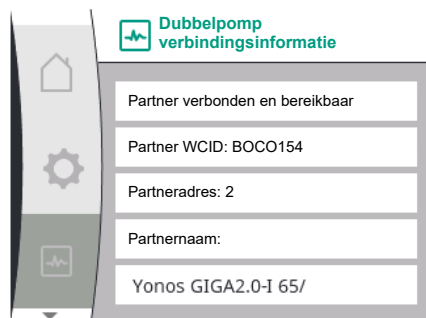 Dubbelpomp
verbindingsinformatie
Partner verbonden en bereikbaar
Partner WCID: BOCO154
Partneradres: 2
Partnernaam:
Yonos GIGA2.0-I 65/